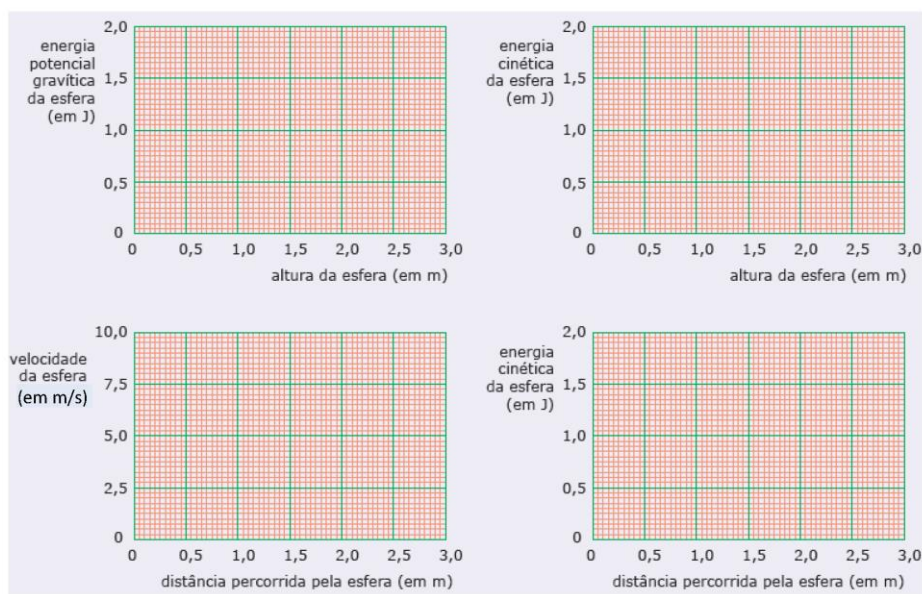 2,0
energia
potencial
gravítica
da esfera
(em J)
1,5
1,0
0,5
0
0 0,5 1,0 1,5 2,0 2,5 3,0
altura da esfera (em m)
2,0
energia
cinética
da esfera
(em J)
1,5
1,0
0,5
0
0 0,5 1,0 1,5 2,0 2,5 3,0
altura da esfera (em m)
10,0
velocidade
da esfera
(em m/s)
7,5
5,0
2,5
0
0 0,5 1,0 1,5 2,0 2,5 3,0
distância percorrida pela esfera (em m)
2,0
energia
cinética
da esfera
(em J)
1,5
1,0
0,5
0
0 0,5 1,0 1,5 2,0 2,5 3,0
distância percorrida pela esfera (em m)